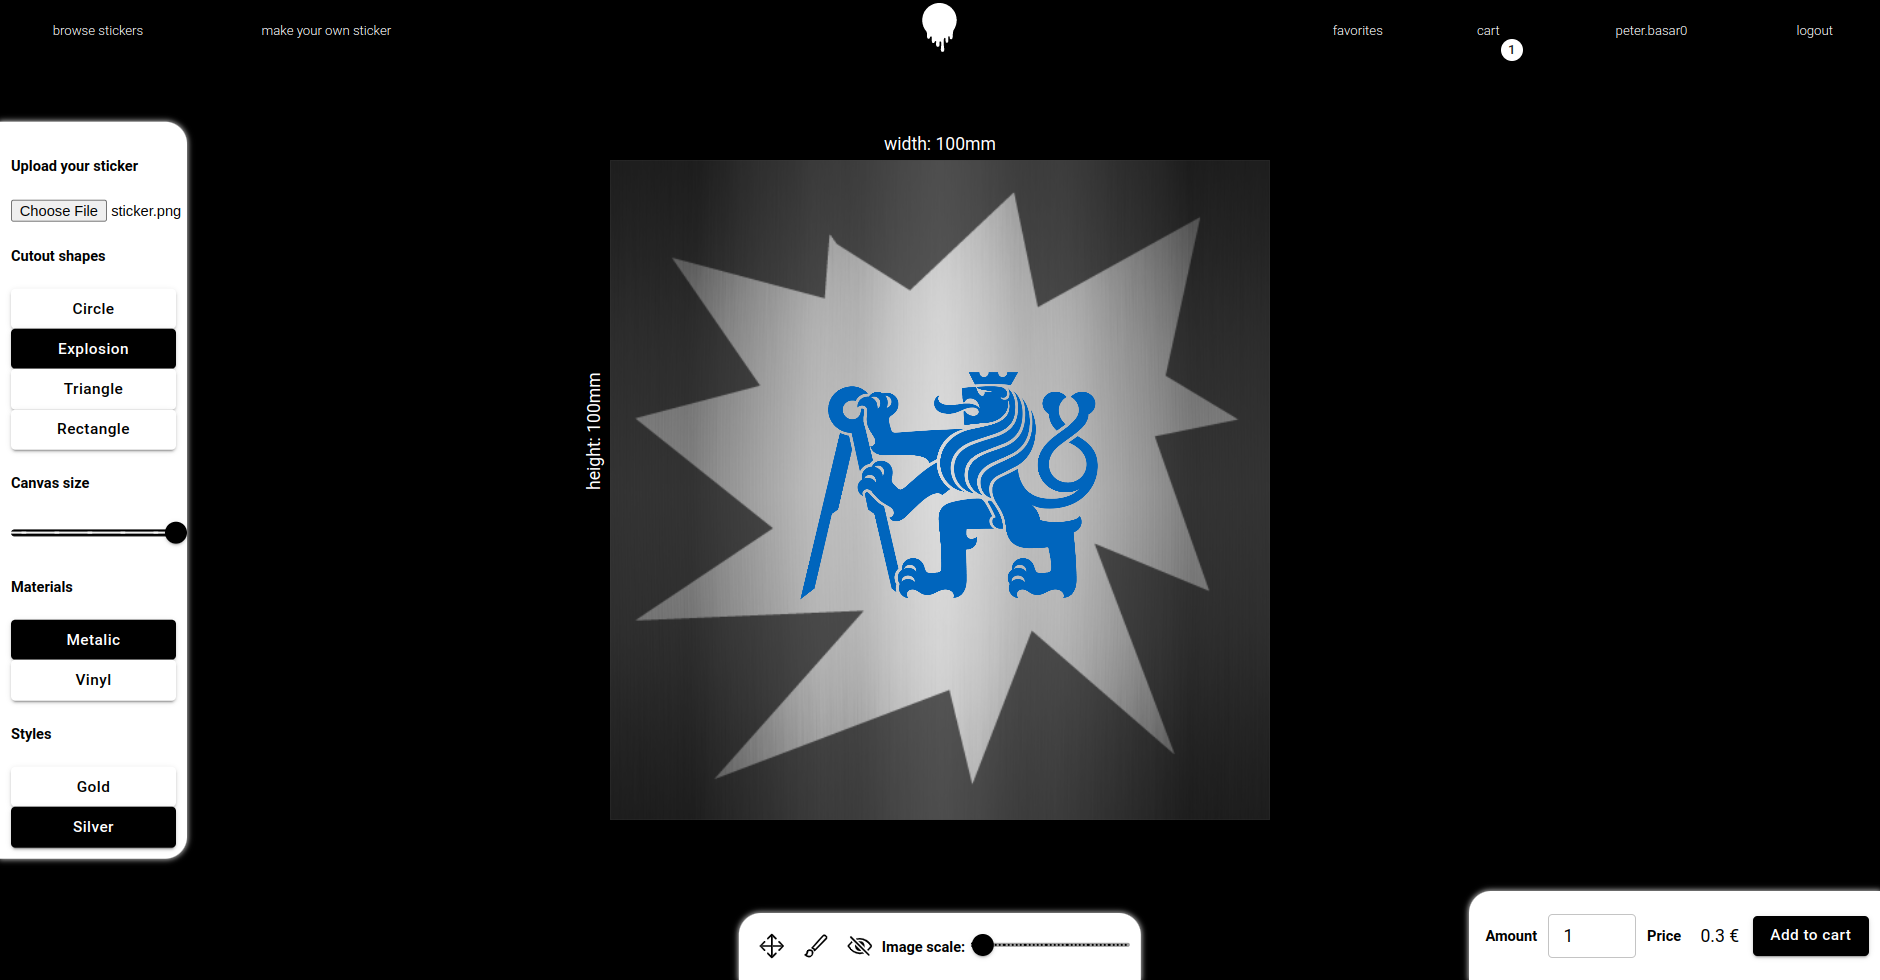 browse stickers
make your own sticker
favorites
cart
1
peter.basar0
logout
Upload your sticker
Choose File sticker.png
Cutout shapes
Circle
Explosion
Triangle
Rectangle
Canvas size
Materials
Metalic
Vinyl
Styles
Gold
Silver
width: 100mm
height: 100mm
Image scale:
Amount 1 Price 0.3 € Add to cart